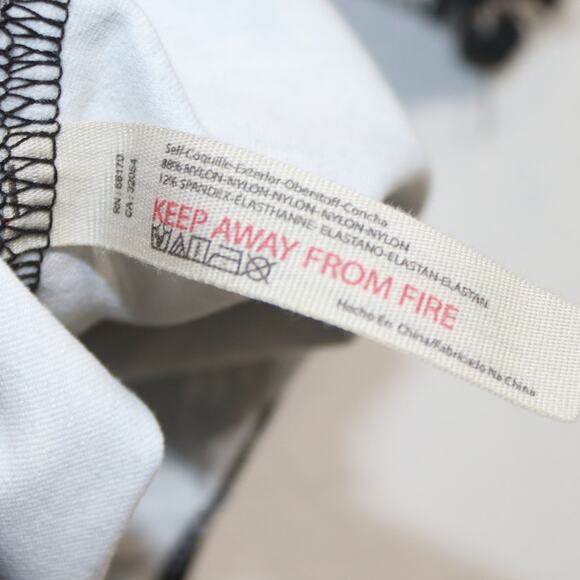 RN : 66170
CA : 32054
Self-Coquille-Exterior-Oberstoff-Concha
88% NYLON-NYLON-NYLON-NYLON-NYLON
12% SPANDEX-ELASTHANNE-ELASTANO-ELASTAN-ELASTAN
KEEP AWAY FROM FIRE
Hecho En China/Fabricado Na China